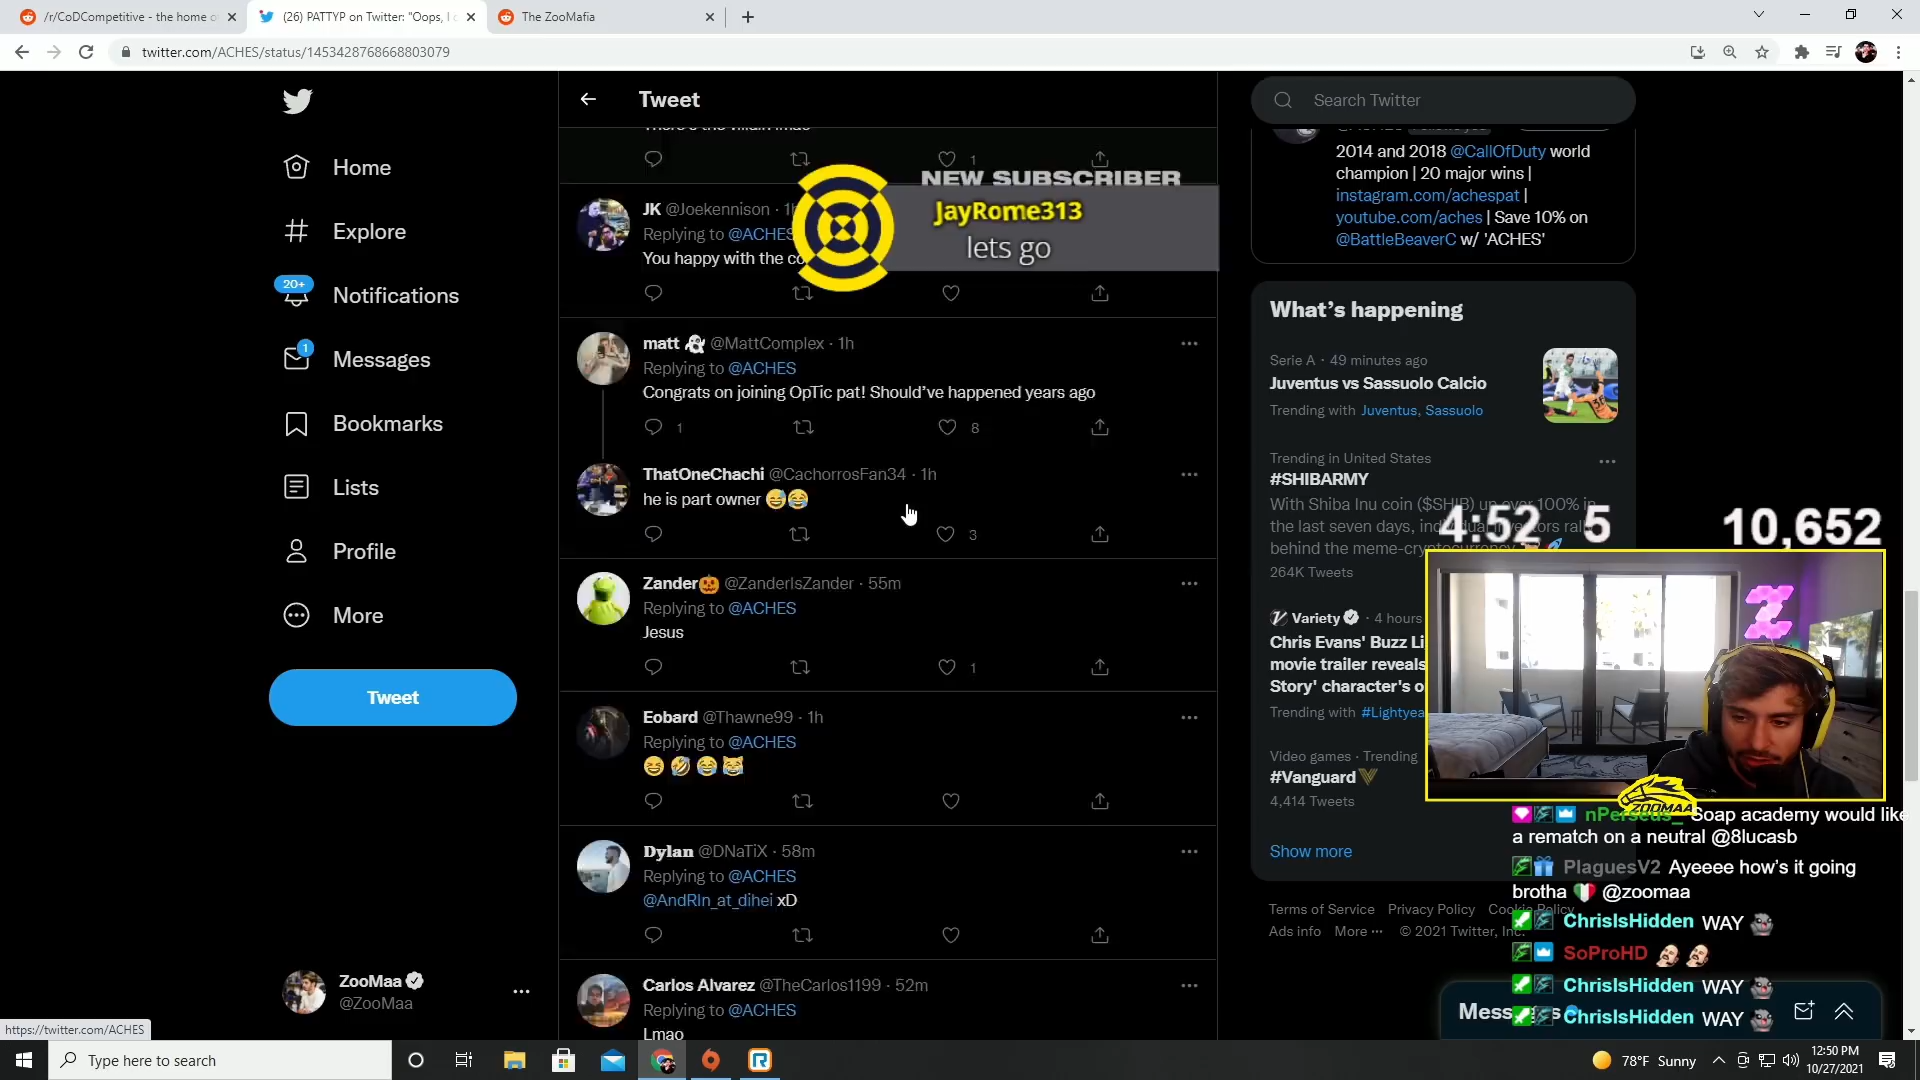 /r/CoDCompetitive - the home o
(26) PATTYP on Twitter: "Oops, I
The ZooMafia
twitter.com/ACHES/status/1453428768668803079
Tweet
Search Twitter
Home
Explore
20+
Notifications
1
Messages
Bookmarks
Lists
Profile
More
Tweet
ZooMaa
@ZooMaa
https://twitter.com/ACHES
1
NEW SUBSCRIBER
JayRome313
lets go
JK @Joekennison · 1h
Replying to @ACHES
You happy with the co
matt @MattComplex · 1h
Replying to @ACHES
Congrats on joining OpTic pat! Should've happened years ago
1 8
ThatOneChachi @CachorrosFan34 · 1h
he is part owner 😅😂
3
Zander🎃 @ZanderIsZander · 55m
Replying to @ACHES
Jesus
1
Eobard @Thawne99 · 1h
Replying to @ACHES
😆 🤣 😂 😹
Dylan @DNaTiX · 58m
Replying to @ACHES
@AndRIn_at_dihei xD
Carlos Alvarez @TheCarlos1199 · 52m
Replying to @ACHES
Lmao
2014 and 2018 @CallOfDuty world
champion | 20 major wins |
instagram.com/achespat |
youtube.com/aches | Save 10% on
@BattleBeaverC w/ 'ACHES'
What's happening
Serie A · 49 minutes ago
Juventus vs Sassuolo Calcio
Trending with Juventus, Sassuolo
Trending in United States
#SHIBARMY
With Shiba Inu coin ($SHIB) up over 100% in
the last seven days, individual investors rally
behind the meme-cryptocurrency
264K Tweets
4:52 5 10,652
Variety · 4 hours
Chris Evans' Buzz Li
movie trailer reveals
Story' character's o
Trending with #Lightyea
Video games · Trending
#Vanguard
4,414 Tweets
Show more
Terms of Service Privacy Policy Cookie Policy
Ads info More ··· © 2021 Twitter, Inc.
ZOOMAA
nPerseus_ Soap academy would like
a rematch on a neutral @8lucasb
PlaguesV2 Ayeeee how's it going
brotha 🇮🇹 @zoomaa
ChrisIsHidden WAY
SoProHD
ChrisIsHidden WAY
ChrisIsHidden WAY
Type here to search
78°F Sunny
12:50 PM
10/27/2021